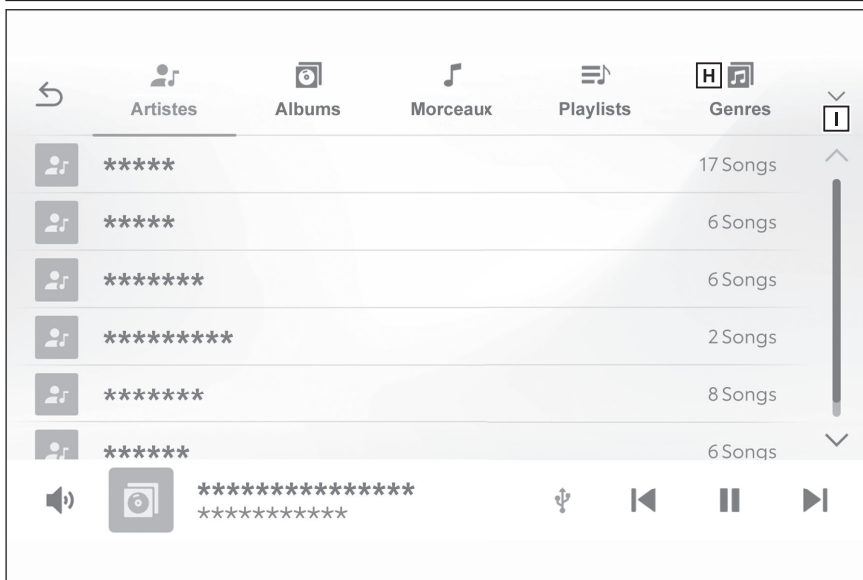 H
Artistes Albums Morceaux Playlists Genres
I
***** 17 Songs
***** 6 Songs
******* 6 Songs
********* 2 Songs
******* 8 Songs
****** 6 Songs
***************
***********